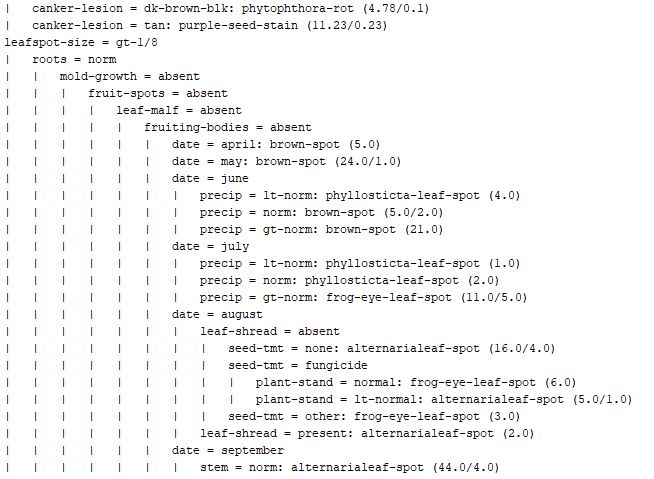 |   canker-lesion = dk-brown-blk: phytophthora-rot (4.78/0.1)
|   canker-lesion = tan: purple-seed-stain (11.23/0.23)
leafspot-size = gt-1/8
|   roots = norm
|   |   mold-growth = absent
|   |   |   fruit-spots = absent
|   |   |   |   leaf-malf = absent
|   |   |   |   |   fruiting-bodies = absent
|   |   |   |   |   |   date = april: brown-spot (5.0)
|   |   |   |   |   |   date = may: brown-spot (24.0/1.0)
|   |   |   |   |   |   date = june
|   |   |   |   |   |   |   precip = lt-norm: phyllosticta-leaf-spot (4.0)
|   |   |   |   |   |   |   precip = norm: brown-spot (5.0/2.0)
|   |   |   |   |   |   |   precip = gt-norm: brown-spot (21.0)
|   |   |   |   |   |   date = july
|   |   |   |   |   |   |   precip = lt-norm: phyllosticta-leaf-spot (1.0)
|   |   |   |   |   |   |   precip = norm: phyllosticta-leaf-spot (2.0)
|   |   |   |   |   |   |   precip = gt-norm: frog-eye-leaf-spot (11.0/5.0)
|   |   |   |   |   |   date = august
|   |   |   |   |   |   |   leaf-shread = absent
|   |   |   |   |   |   |   |   seed-tmt = none: alternarialeaf-spot (16.0/4.0)
|   |   |   |   |   |   |   |   seed-tmt = fungicide
|   |   |   |   |   |   |   |   |   plant-stand = normal: frog-eye-leaf-spot (6.0)
|   |   |   |   |   |   |   |   |   plant-stand = lt-normal: alternarialeaf-spot (5.0/1.0)
|   |   |   |   |   |   |   |   seed-tmt = other: frog-eye-leaf-spot (3.0)
|   |   |   |   |   |   |   leaf-shread = present: alternarialeaf-spot (2.0)
|   |   |   |   |   |   date = september
|   |   |   |   |   |   |   stem = norm: alternarialeaf-spot (44.0/4.0)